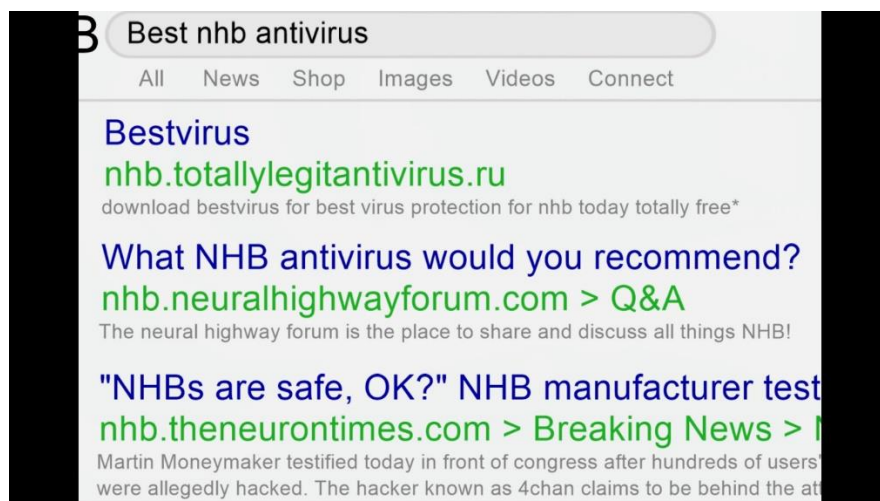 B Best nhb antivirus
All News Shop Images Videos Connect
Bestvirus
nhb.totallylegitantivirus.ru
download bestvirus for best virus protection for nhb today totally free*
What NHB antivirus would you recommend?
nhb.neuralhighwayforum.com > Q&A
The neural highway forum is the place to share and discuss all things NHB!
"NHBs are safe, OK?" NHB manufacturer test
nhb.theneurontimes.com > Breaking News >
Martin Moneymaker testified today in front of congress after hundreds of users'
were allegedly hacked. The hacker known as 4chan claims to be behind the att